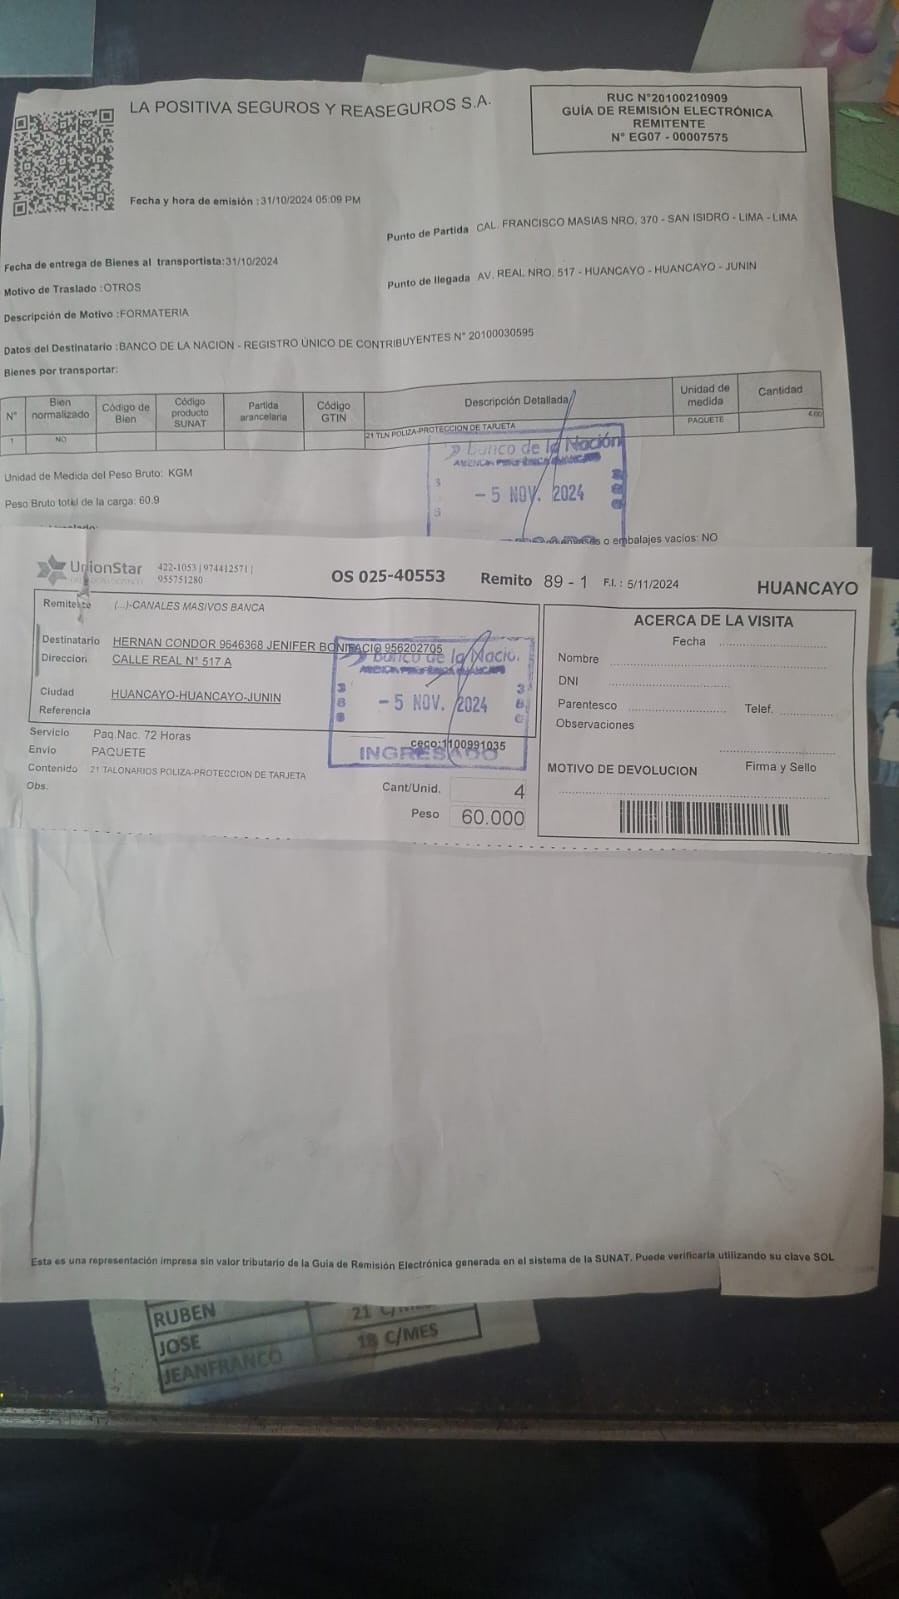 LA POSITIVA SEGUROS Y REASEGUROS S.A.
RUC N°20100210909
GUÍA DE REMISIÓN ELECTRÓNICA
REMITENTE
N° EG07 - 00007575
Fecha y hora de emisión :31/10/2024 05:09 PM
Punto de Partida CAL. FRANCISCO MASIAS NRO. 370 - SAN ISIDRO - LIMA - LIMA
Fecha de entrega de Bienes al transportista:31/10/2024
Punto de llegada AV. REAL NRO. 517 - HUANCAYO - HUANCAYO - JUNIN
Motivo de Traslado :OTROS
Descripción de Motivo :FORMATERIA
Datos del Destinatario :BANCO DE LA NACION - REGISTRO ÚNICO DE CONTRIBUYENTES N° 20100030595
Bienes por transportar:
N° Bien normalizado Código de Bien Código producto SUNAT Partida arancelaria Código GTIN Descripción Detallada Unidad de medida Cantidad
1 NO 21 TLN POLIZA-PROTECCION DE TARJETA PAQUETE 4.00
Banco de la Nación
- 5 NOV. 2024
Unidad de Medida del Peso Bruto: KGM
Peso Bruto total de la carga: 60.9
o embalajes vacíos: NO
UnionStar 422-1053 | 974412571 |
955751280
OS 025-40553 Remito 89 - 1 F.I. : 5/11/2024 HUANCAYO
Remitente (...)-CANALES MASIVOS BANCA
Destinatario HERNAN CONDOR 9646368 JENIFER BONIFACIO 956202705
Direccion CALLE REAL N° 517 A
Ciudad HUANCAYO-HUANCAYO-JUNIN
Referencia
Banco de la Nació
- 5 NOV. 2024
INGRESADO
ceco:1100991035
Servicio Paq.Nac. 72 Horas
Envio PAQUETE
Contenido 21 TALONARIOS POLIZA-PROTECCION DE TARJETA
Obs.
Cant/Unid. 4
Peso 60.000
ACERCA DE LA VISITA
Fecha
Nombre
DNI
Parentesco Telef.
Observaciones
MOTIVO DE DEVOLUCION Firma y Sello
Esta es una representación impresa sin valor tributario de la Guía de Remisión Electrónica generada en el sistema de la SUNAT. Puede verificarla utilizando su clave SOL
RUBEN 21
JOSE 18 C/MES
JEANFRANCO